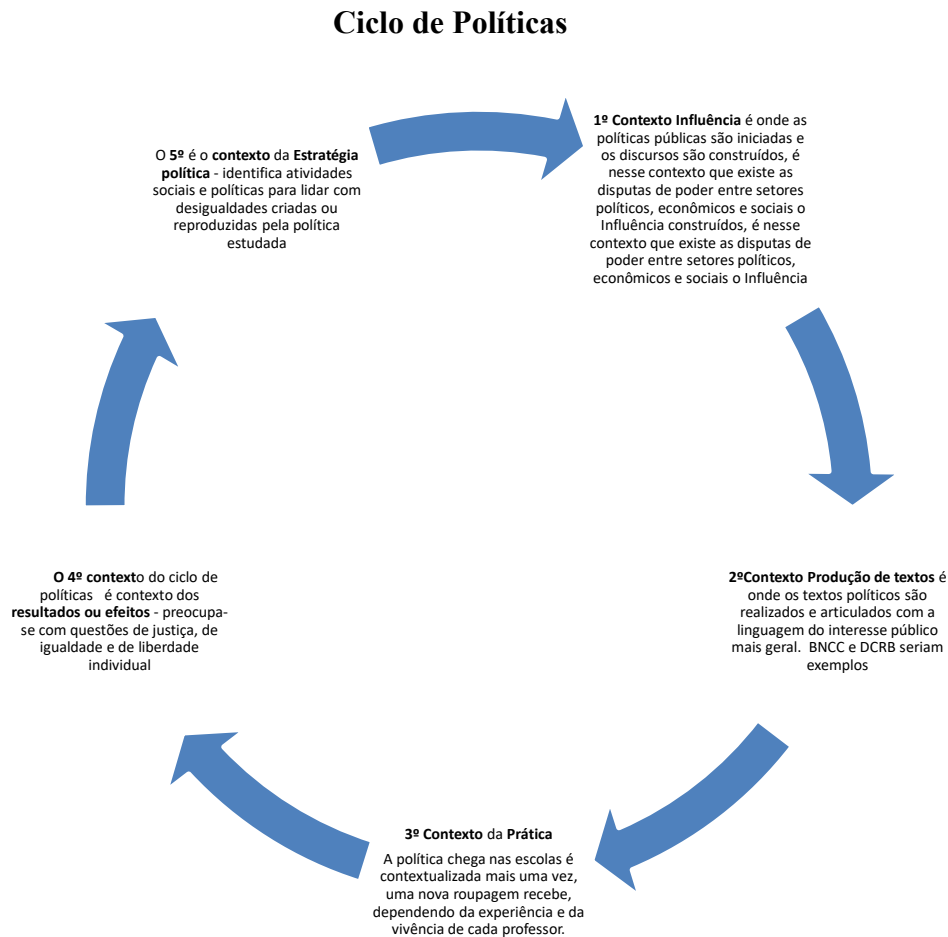 Ciclo de Políticas
1º Contexto Influência é onde as
políticas públicas são iniciadas e
os discursos são construídos, é
nesse contexto que existe as
disputas de poder entre setores
políticos, econômicos e sociais o
Influência construídos, é nesse
contexto que existe as disputas de
poder entre setores políticos,
econômicos e sociais o Influência
2ºContexto Produção de textos é
onde os textos políticos são
realizados e articulados com a
linguagem do interesse público
mais geral. BNCC e DCRB seriam
exemplos
3º Contexto da Prática
A política chega nas escolas é
contextualizada mais uma vez,
uma nova roupagem recebe,
dependendo da experiência e da
vivência de cada professor.
O 4º contexto do ciclo de
políticas é contexto dos
resultados ou efeitos - preocupa-
se com questões de justiça, de
igualdade e de liberdade
individual
O 5º é o contexto da Estratégia
política - identifica atividades
sociais e políticas para lidar com
desigualdades criadas ou
reproduzidas pela política
estudada